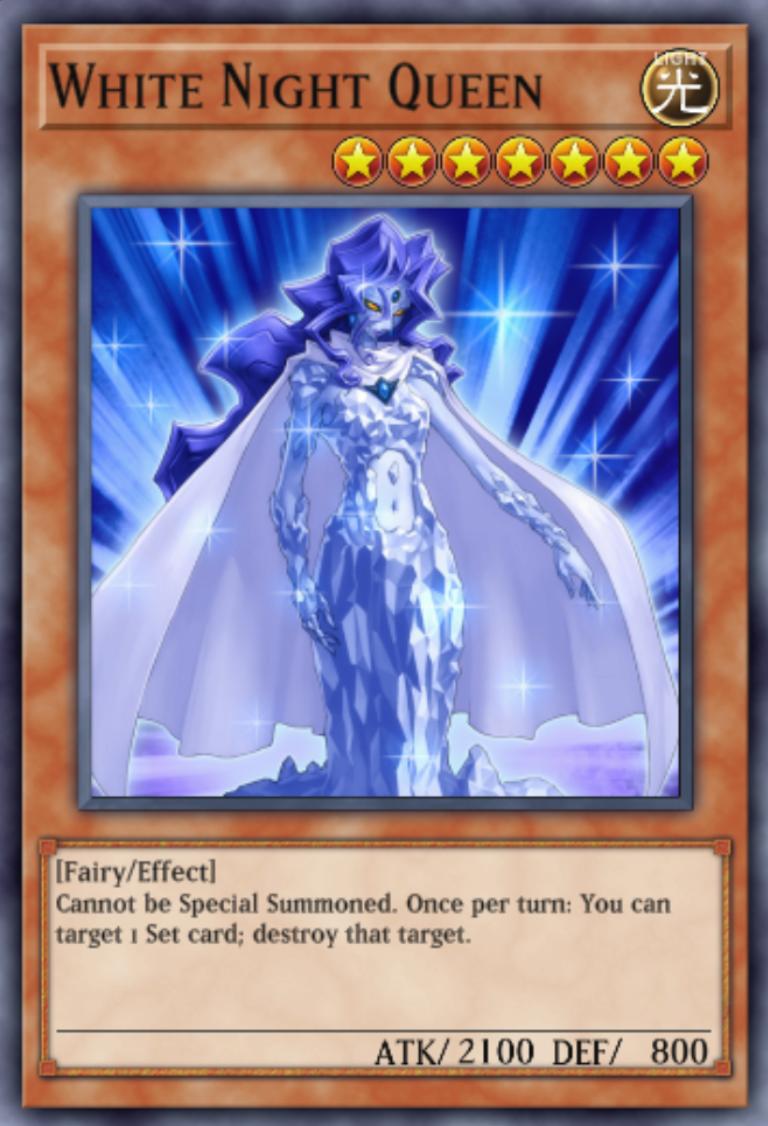 WHITE NIGHT QUEEN
LIGHT
光
[Fairy/Effect]
Cannot be Special Summoned. Once per turn: You can
target 1 Set card; destroy that target.
ATK/ 2100 DEF/ 800